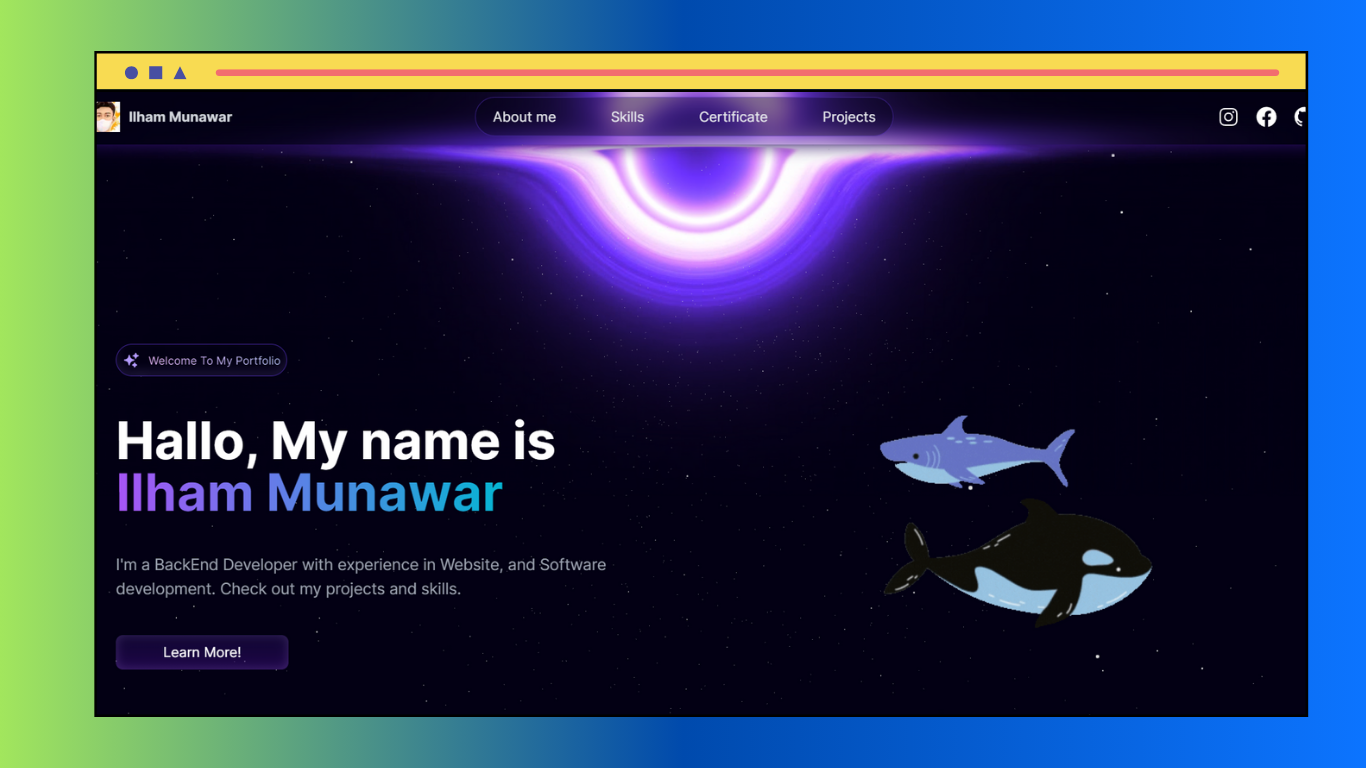 Ilham Munawar
About me
Skills
Certificate
Projects
Welcome To My Portfolio
Hallo, My name is
Ilham Munawar
I'm a BackEnd Developer with experience in Website, and Software
development. Check out my projects and skills.
Learn More!